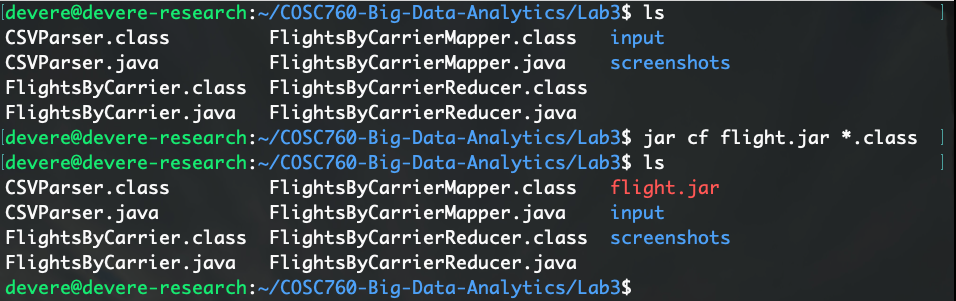 [devere@devere-research:~/COSC760-Big-Data-Analytics/Lab3$ ls ]
CSVParser.class FlightsByCarrierMapper.class input
CSVParser.java FlightsByCarrierMapper.java screenshots
FlightsByCarrier.class FlightsByCarrierReducer.class
FlightsByCarrier.java FlightsByCarrierReducer.java
[devere@devere-research:~/COSC760-Big-Data-Analytics/Lab3$ jar cf flight.jar *.class ]
[devere@devere-research:~/COSC760-Big-Data-Analytics/Lab3$ ls ]
CSVParser.class FlightsByCarrierMapper.class flight.jar
CSVParser.java FlightsByCarrierMapper.java input
FlightsByCarrier.class FlightsByCarrierReducer.class screenshots
FlightsByCarrier.java FlightsByCarrierReducer.java
devere@devere-research:~/COSC760-Big-Data-Analytics/Lab3$